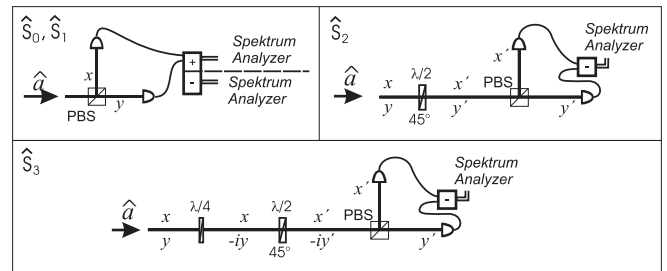 Ŝ₀, Ŝ₁
Spektrum
Analyzer
+
-
Spektrum
Analyzer
x
â
y
PBS
Ŝ₂
Spektrum
Analyzer
x´
-
λ/2
PBS
x
x´
â
y
y´
y´
45°
Ŝ₃
Spektrum
Analyzer
x´
-
λ/4
λ/2
PBS
x
x
x´
â
y
-iy
-iy´
y´
45°